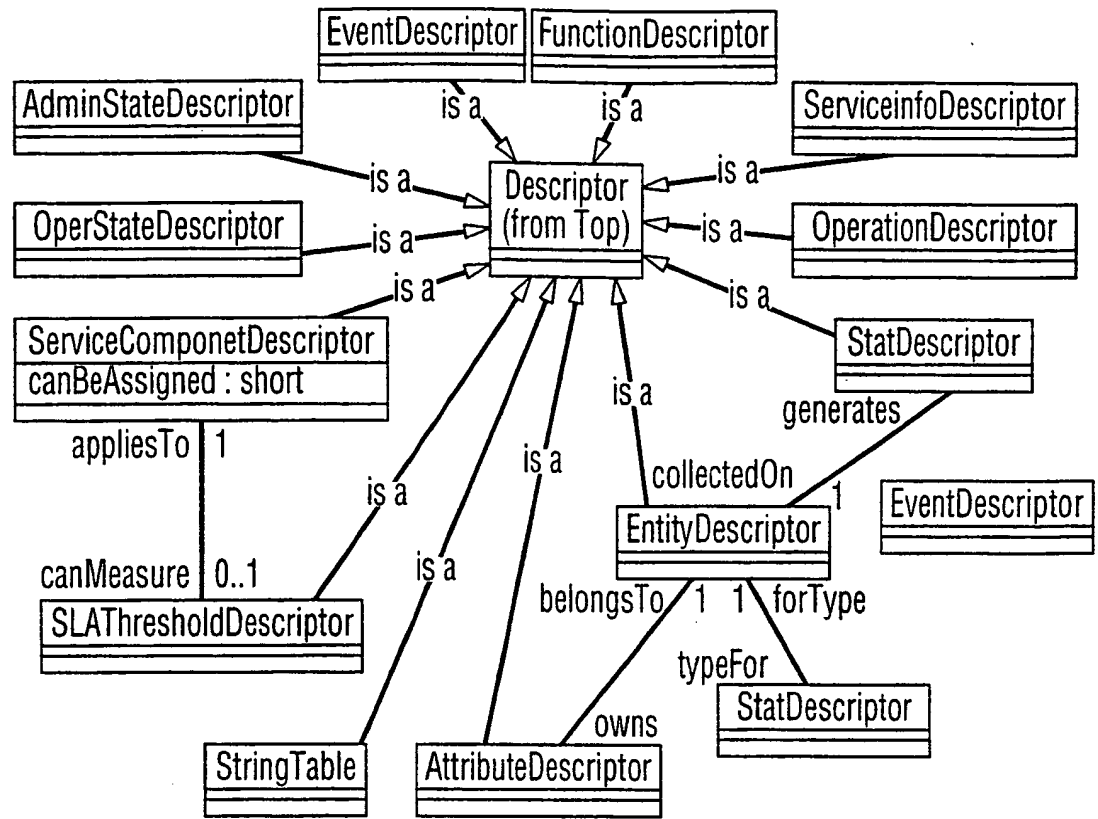 EventDescriptor
FunctionDescriptor
is a
is a
AdminStateDescriptor
ServiceinfoDescriptor
is a
Descriptor
(from Top)
is a
OperStateDescriptor
is a
is a
OperationDescriptor
is a
is a
ServiceComponetDescriptor
canBeAssigned : short
StatDescriptor
is a
generates
appliesTo 1
is a
is a
collectedOn
1
EventDescriptor
EntityDescriptor
is a
canMeasure 0..1
belongsTo 1 1 forType
SLAThresholdDescriptor
typeFor
StatDescriptor
owns
StringTable
AttributeDescriptor